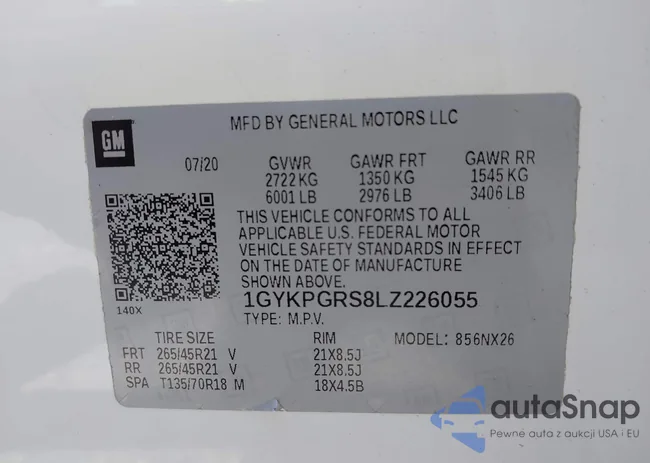 GM
MFD BY GENERAL MOTORS LLC
07/20 GVWR GAWR FRT GAWR RR
2722 KG 1350 KG 1545 KG
6001 LB 2976 LB 3406 LB
THIS VEHICLE CONFORMS TO ALL
APPLICABLE U.S. FEDERAL MOTOR
VEHICLE SAFETY STANDARDS IN EFFECT
ON THE DATE OF MANUFACTURE
SHOWN ABOVE.
1GYKPGRS8LZ226055
140X
TYPE: M.P.V.
TIRE SIZE RIM MODEL: 856NX26
FRT 265/45R21 V 21X8.5J
RR 265/45R21 V 21X8.5J
SPA T135/70R18 M 18X4.5B
autaSnap
Pewne auta z aukcji USA i EU